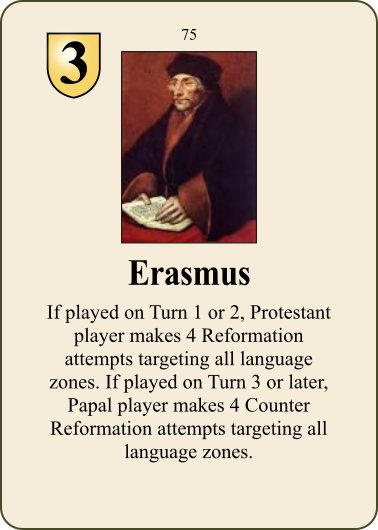 75
3
Erasmus
If played on Turn 1 or 2, Protestant
player makes 4 Reformation
attempts targeting all language
zones. If played on Turn 3 or later,
Papal player makes 4 Counter
Reformation attempts targeting all
language zones.